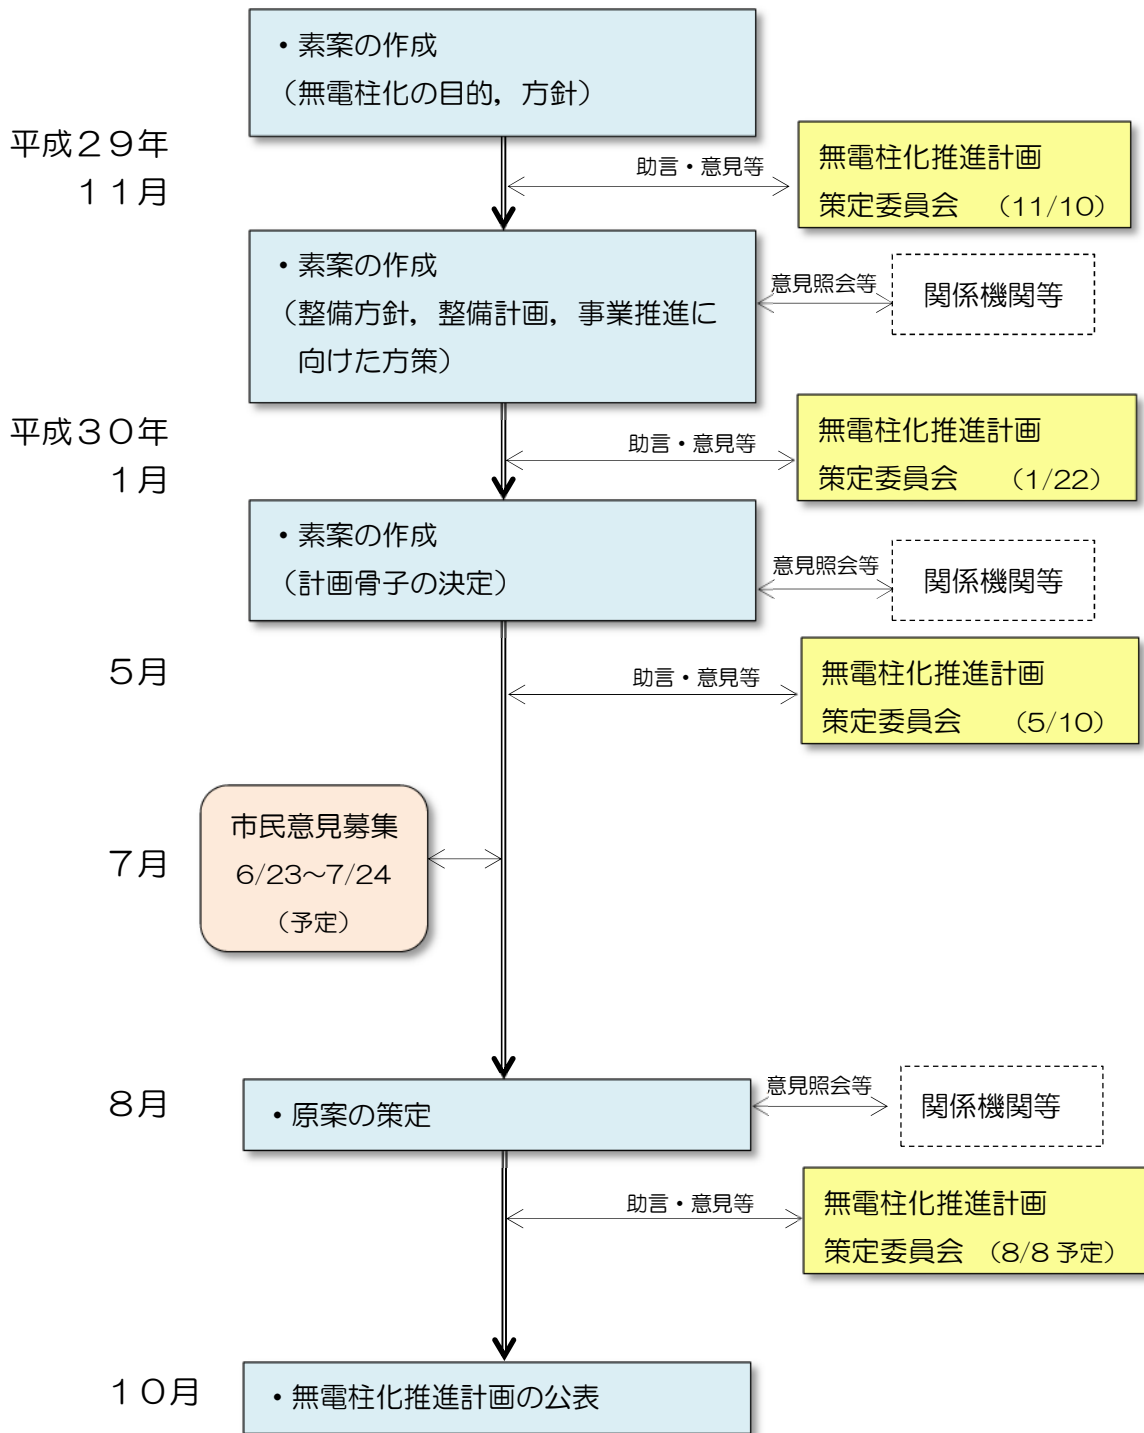 ・素案の作成
（無電柱化の目的，方針）
平成２９年
１１月
助言・意見等
無電柱化推進計画
策定委員会　（11/10）
・素案の作成
（整備方針，整備計画，事業推進に
向けた方策）
意見照会等
関係機関等
平成３０年
１月
助言・意見等
無電柱化推進計画
策定委員会　（1/22）
・素案の作成
（計画骨子の決定）
意見照会等
関係機関等
５月
助言・意見等
無電柱化推進計画
策定委員会　（5/10）
７月
市民意見募集
6/23～7/24
（予定）
８月
・原案の策定
意見照会等
関係機関等
助言・意見等
無電柱化推進計画
策定委員会　（8/8 予定）
１０月
・無電柱化推進計画の公表